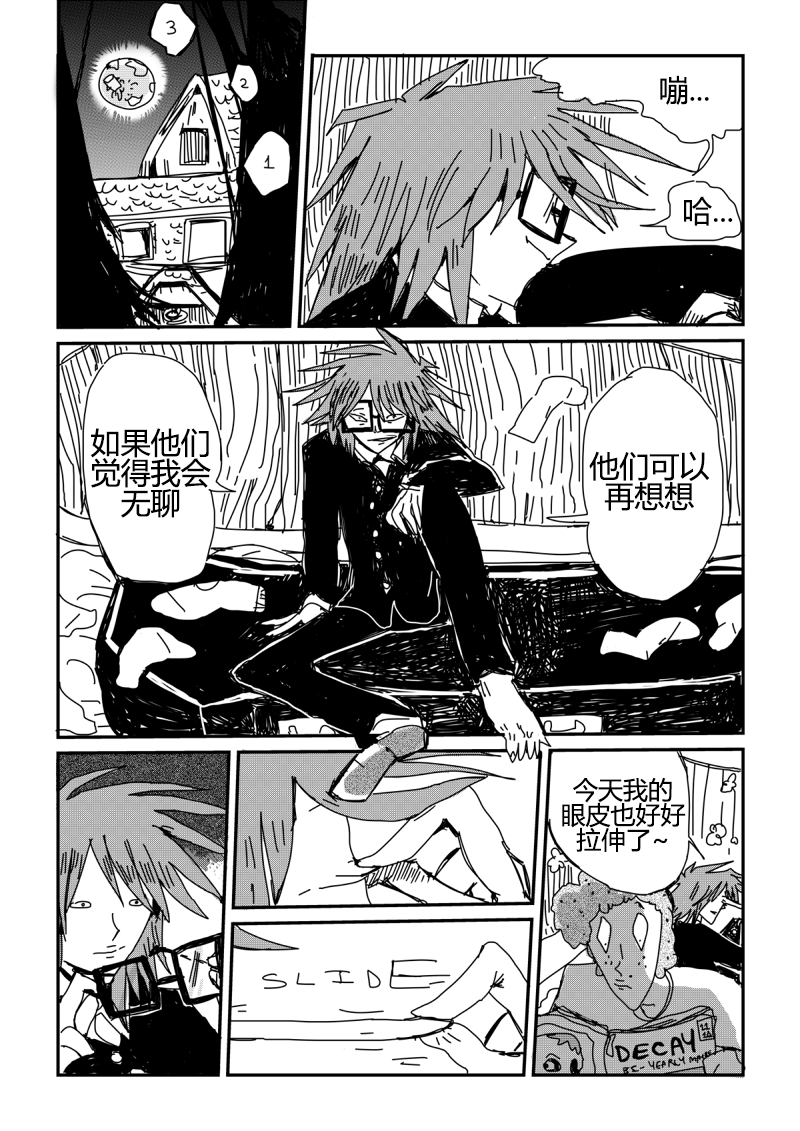 3
2
1
嘣...
哈...
如果他们
觉得我会
无聊
他们可以
再想想
SLIDE
今天我的
眼皮也好好
拉伸了~
DECAY